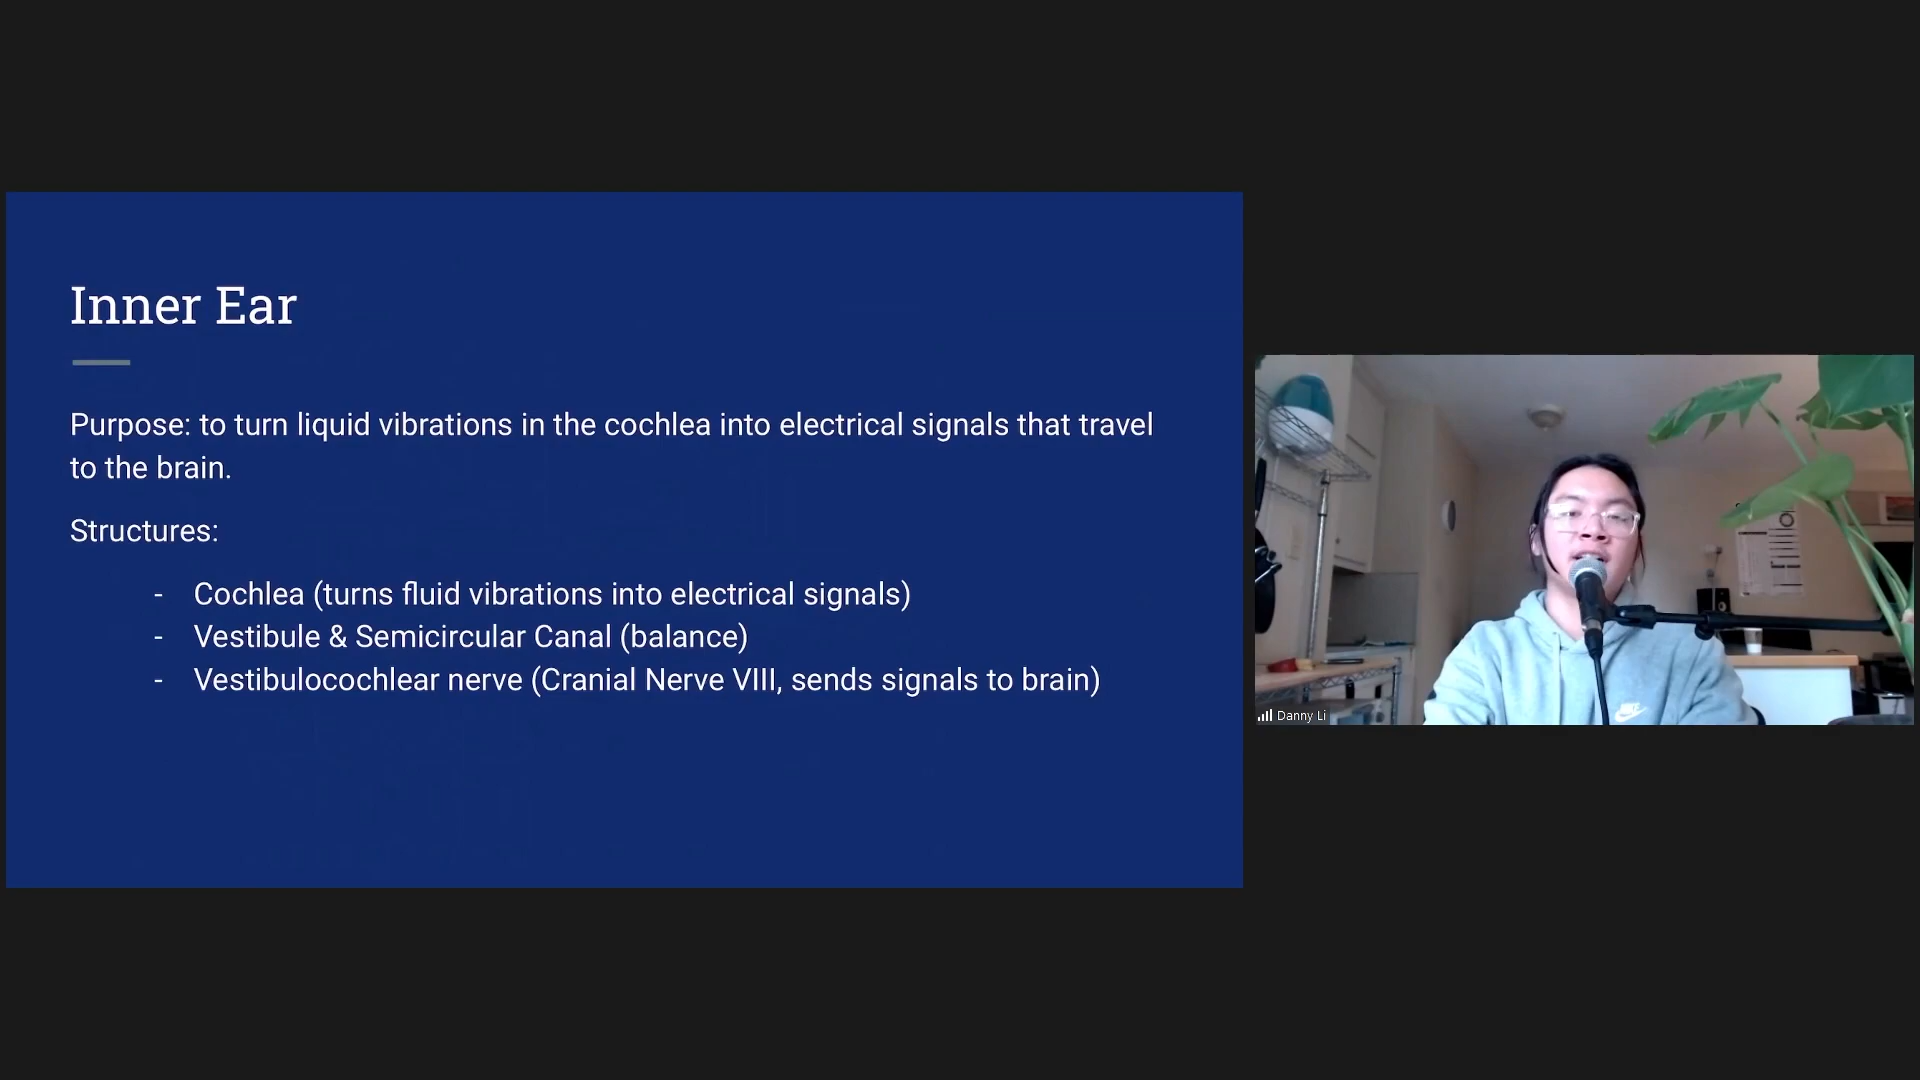 Inner Ear
Purpose: to turn liquid vibrations in the cochlea into electrical signals that travel
to the brain.
Structures:
- Cochlea (turns fluid vibrations into electrical signals)
- Vestibule & Semicircular Canal (balance)
- Vestibulocochlear nerve (Cranial Nerve VIII, sends signals to brain)
Danny Li